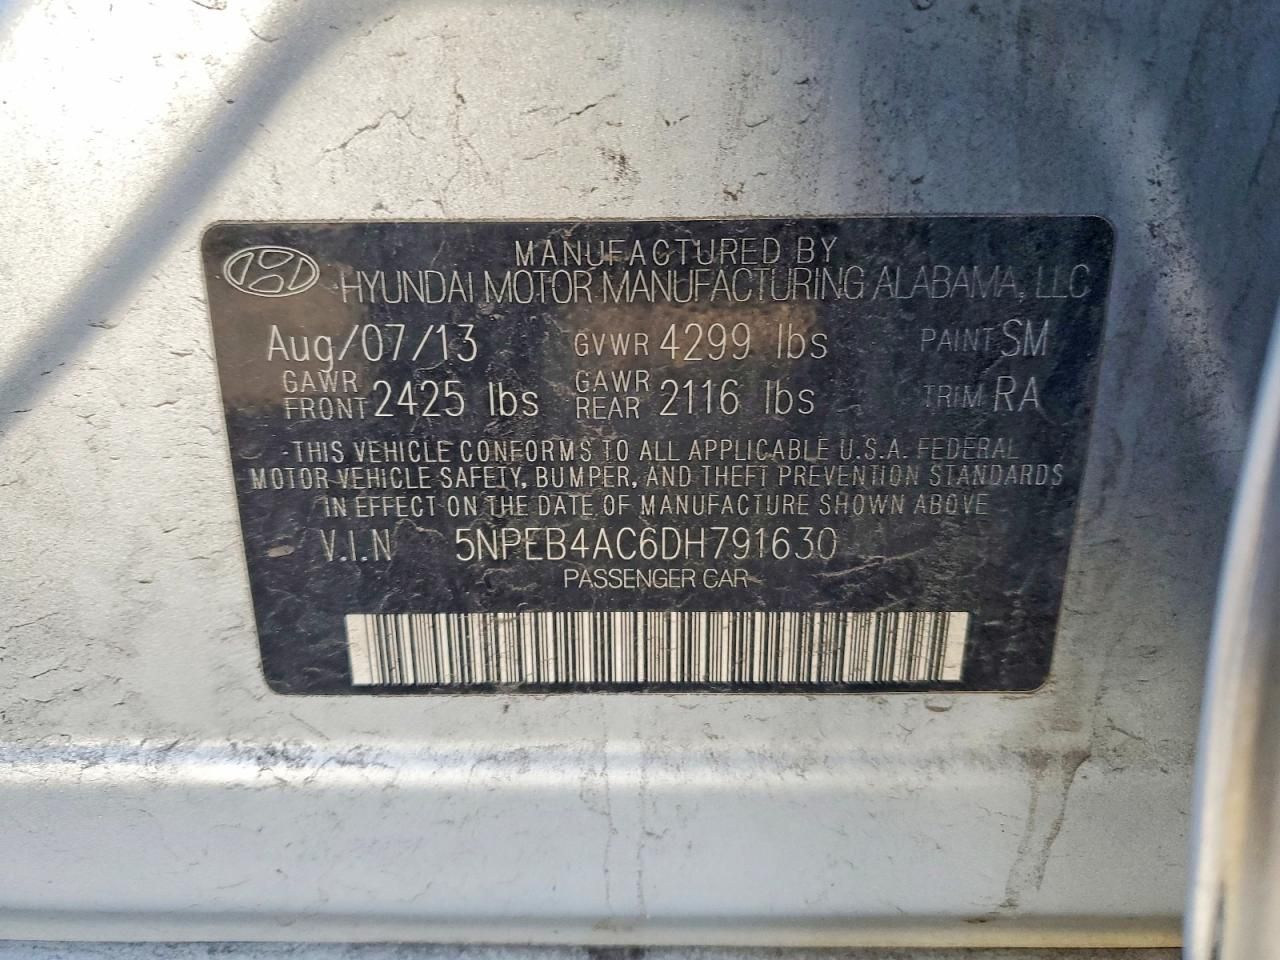 MANUFACTURED BY
HYUNDAI MOTOR MANUFACTURING ALABAMA, LLC
Aug/07/13 GVWR 4299 lbs PAINT SM
GAWR FRONT 2425 lbs GAWR REAR 2116 lbs TRIM RA
THIS VEHICLE CONFORMS TO ALL APPLICABLE U.S.A. FEDERAL
MOTOR VEHICLE SAFETY, BUMPER, AND THEFT PREVENTION STANDARDS
IN EFFECT ON THE DATE OF MANUFACTURE SHOWN ABOVE
V.I.N 5NPEB4AC6DH791630
PASSENGER CAR